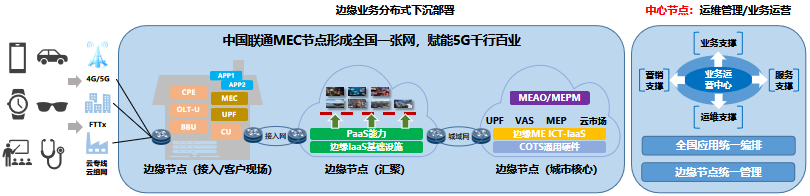 边缘业务分布式下沉部署
中心节点：运维管理/业务运营
中国联通MEC节点形成全国一张网，赋能5G千行百业
4G/5G
FTTx
云专线
云组网
CPE
OLT-U
BBU
APP1
APP2
MEC
UPF
CU
边缘节点（接入/客户现场）
接入网
PaaS能力
边缘IaaS基础设施
边缘节点（汇聚）
城域网
MEAO/MEPM
UPF VAS MEP 云市场
边缘ME ICT-IaaS
COTS通用硬件
边缘节点（城市核心）
业务支撑
营销
支撑
业务运
营中心
服务
支撑
运维支撑
全国应用统一编排
边缘节点统一管理